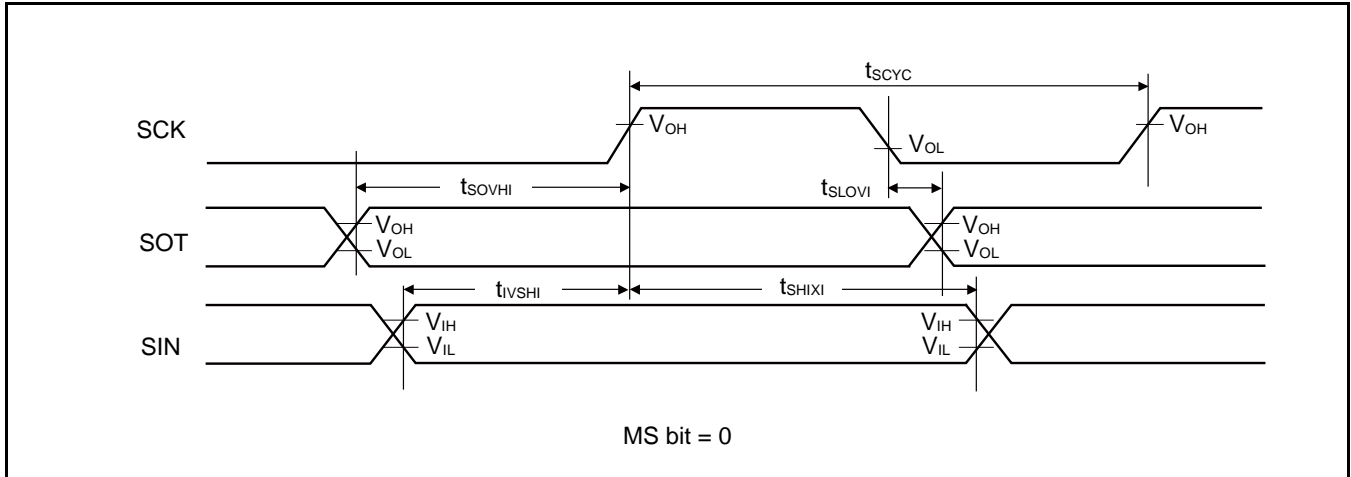 tSCYC
SCK
VOH
VOL
VOH
tSOVHI
tSLOVI
SOT
VOH
VOL
VOH
VOL
tIVSHI
tSHIXI
SIN
VIH
VIL
VIH
VIL
MS bit = 0